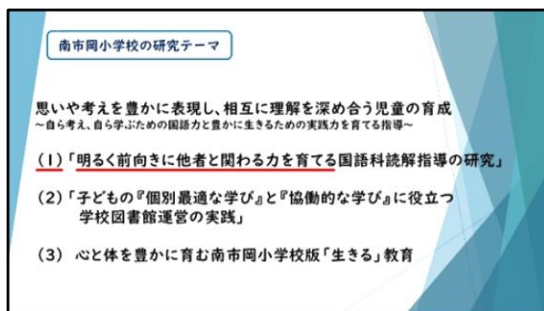 南市岡小学校の研究テーマ
思いや考えを豊かに表現し、相互に理解を深め合う児童の育成
～自ら考え、自ら学ぶための国語力と豊かに生きるための実践力を育てる指導～
(1)「明るく前向きに他者と関わる力を育てる国語科読解指導の研究」
(2)「子どもの『個別最適な学び』と『協働的な学び』に役立つ
学校図書館運営の実践」
(3) 心と体を豊かに育む南市岡小学校版「生きる」教育